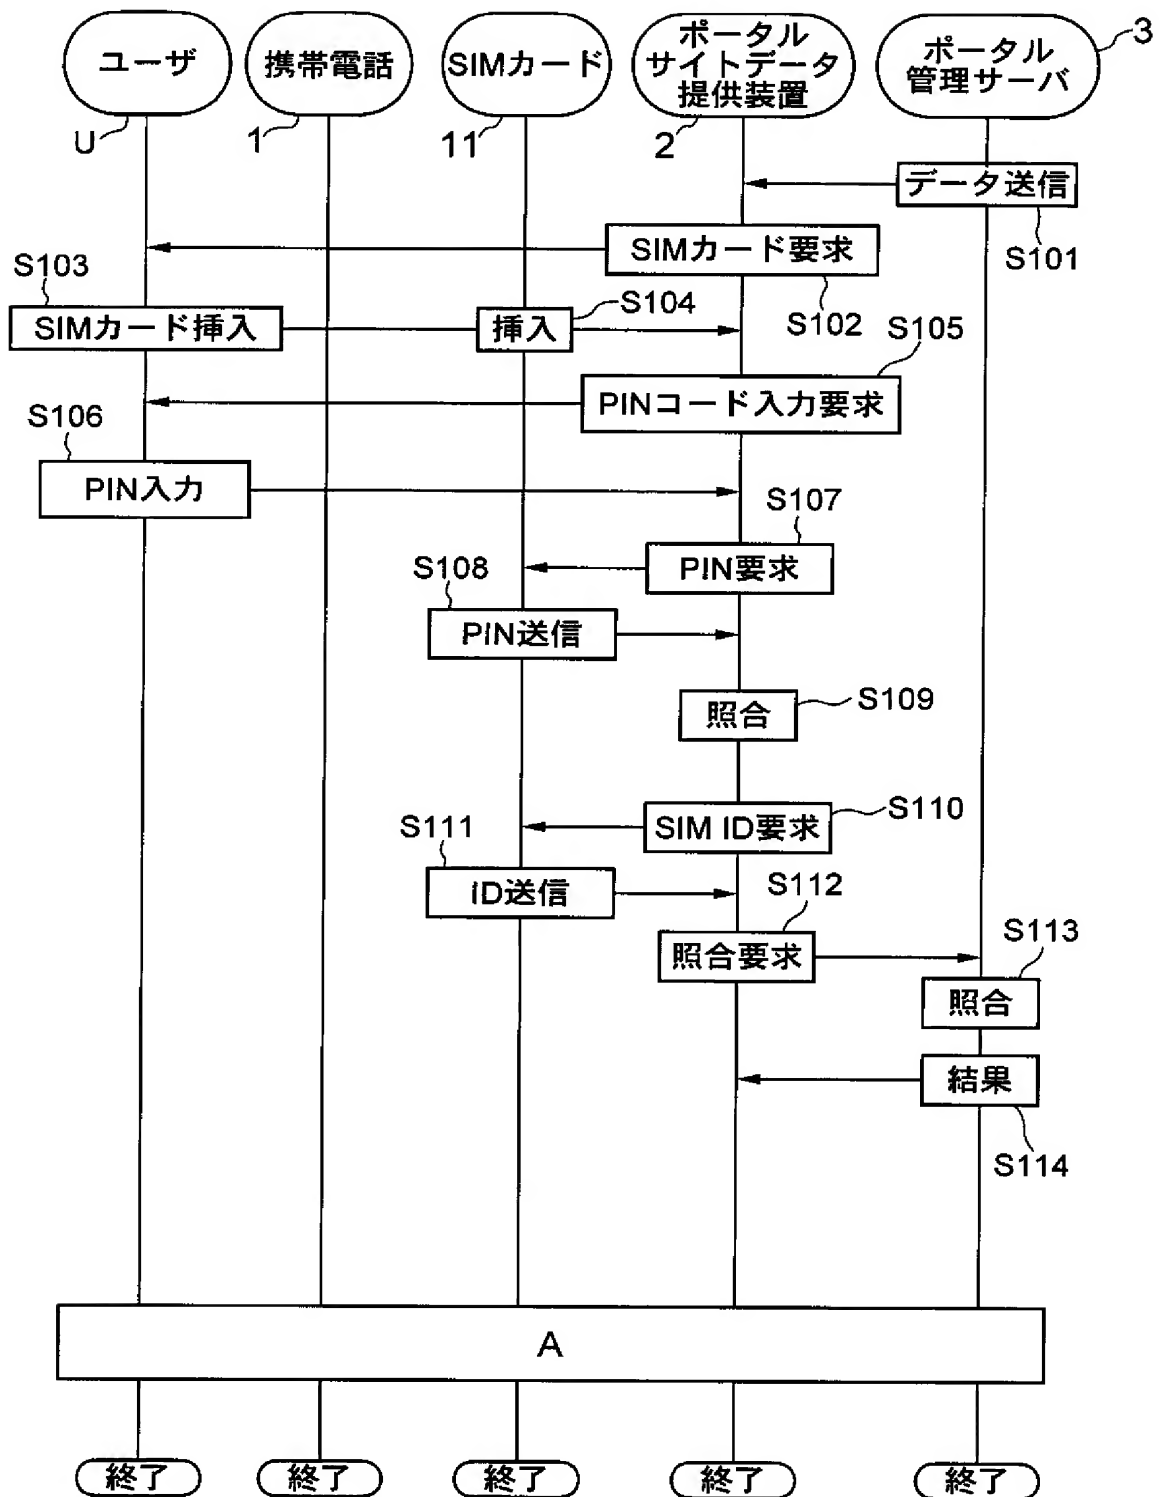 ユーザ
携帯電話
SIMカード
ポータル
サイトデータ
提供装置
ポータル
管理サーバ
3
U
1
11
2
データ送信
S101
SIMカード要求
S102
S103
SIMカード挿入
挿入
S104
S105
PINコード入力要求
S106
PIN入力
S107
PIN要求
S108
PIN送信
照合
S109
SIM ID要求
S110
S111
ID送信
S112
照合要求
S113
照合
結果
S114
A
終了
終了
終了
終了
終了